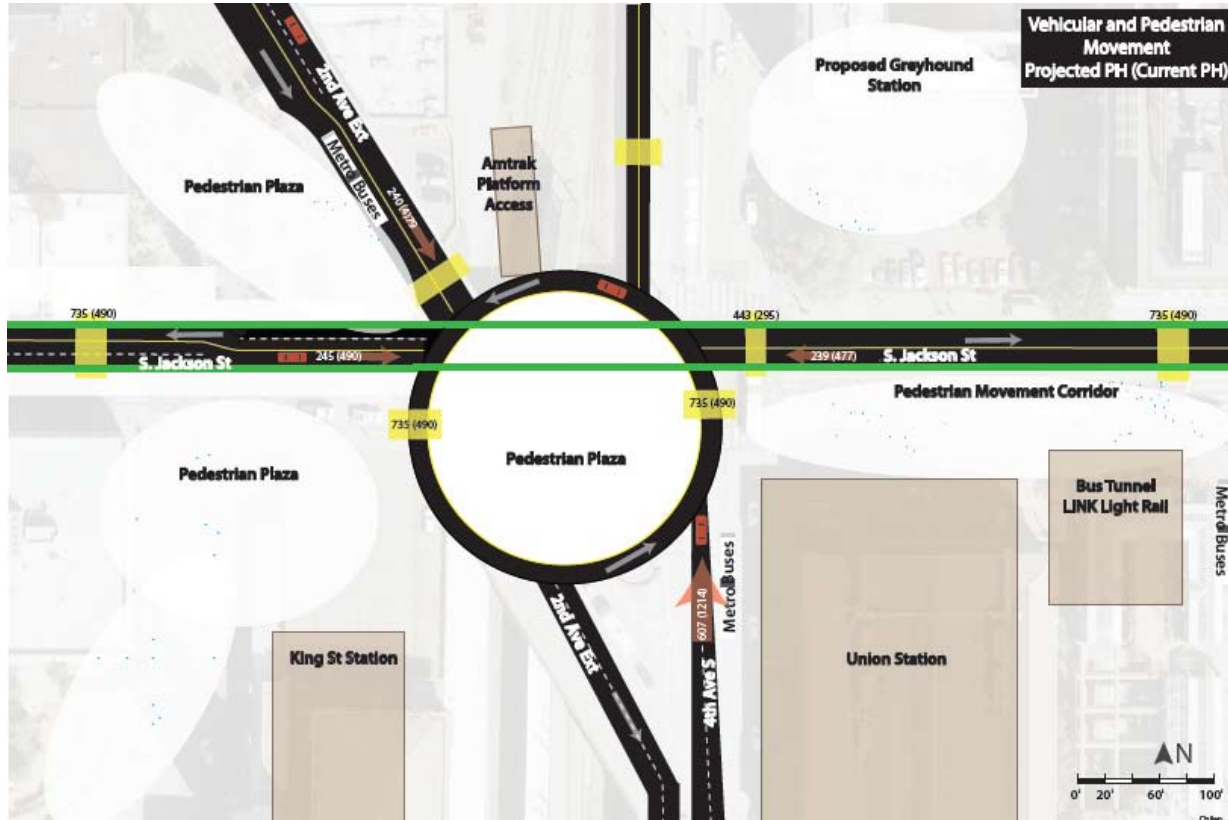 Vehicular and Pedestrian
Movement
Projected PH (Current PH)
2nd Ave Ext
Proposed Greyhound
Station
Amtrak
Platform
Access
Metro Buses
Pedestrian Plaza
240 (479
735 (490)
443 (295)
735 (490)
S. Jackson St
245 (490)
239 (477)
S. Jackson St
Pedestrian Movement Corridor
735 (490)
735 (490)
Pedestrian Plaza
Pedestrian Plaza
Bus Tunnel
LINK Light Rail
Metro Buses
Metro Buses
2nd Ave Ext
607 (1214)
4th Ave S
King St Station
Union Station
N
0' 20' 60' 100'